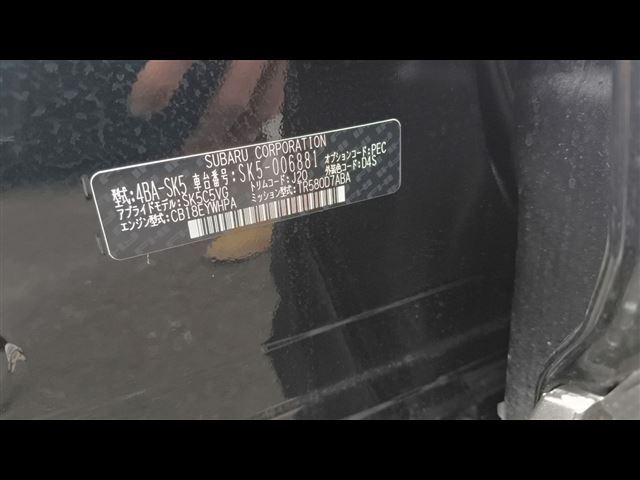 SUBARU CORPORATION
型式:4BA-SK5 車台番号:SK5-006881
アプライドモデル:SK5C5VG トリムコード:J20 オプションコード:PEC
エンジン型式:CB18EYWHPA ミッション型式:TR580D7ABA 外装色コード:D4S